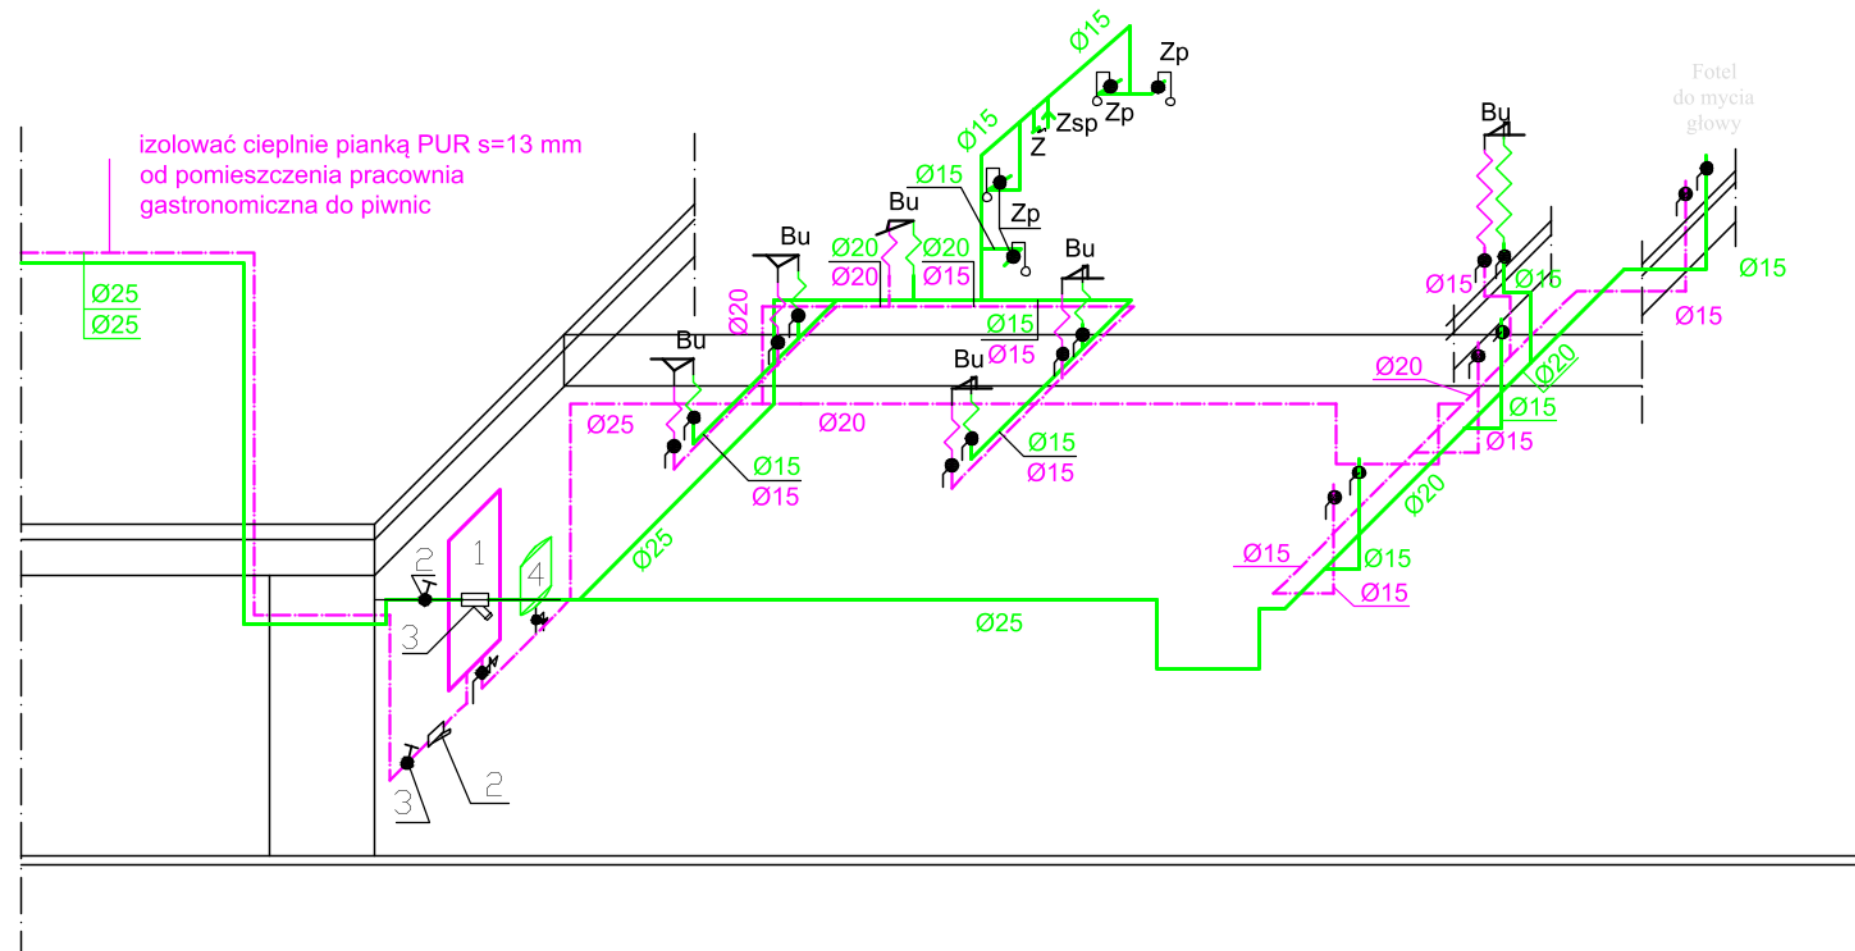 Ø15
Zp
Fotel
do mycia
głowy
Zsp
Zp
Bu
izolować cieplnie pianką PUR s=13 mm
od pomieszczenia pracownia
gastronomiczna do piwnic
Ø15
Z
Ø15
Bu
Zp
Bu
Ø20
Ø20
Bu
Ø20
Ø15
Ø15
Ø15
Ø15
Ø25
Ø25
Ø20
Ø15
Ø15
Ø15
Bu
Bu
Ø20
Ø20
Ø25
Ø20
Ø15
Ø15
Ø15
Ø15
Ø15
Ø15
Ø20
Ø25
2
1
4
Ø15
Ø15
Ø15
Ø25
3
2
3